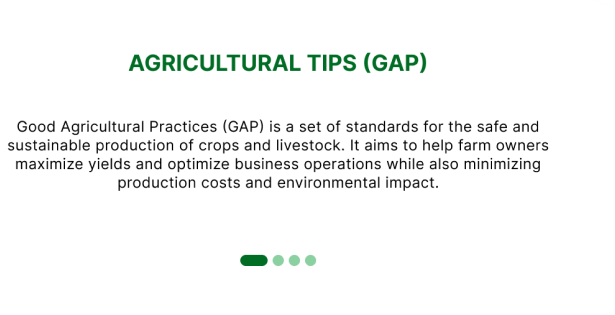 AGRICULTURAL TIPS (GAP)
Good Agricultural Practices (GAP) is a set of standards for the safe and
sustainable production of crops and livestock. It aims to help farm owners
maximize yields and optimize business operations while also minimizing
production costs and environmental impact.